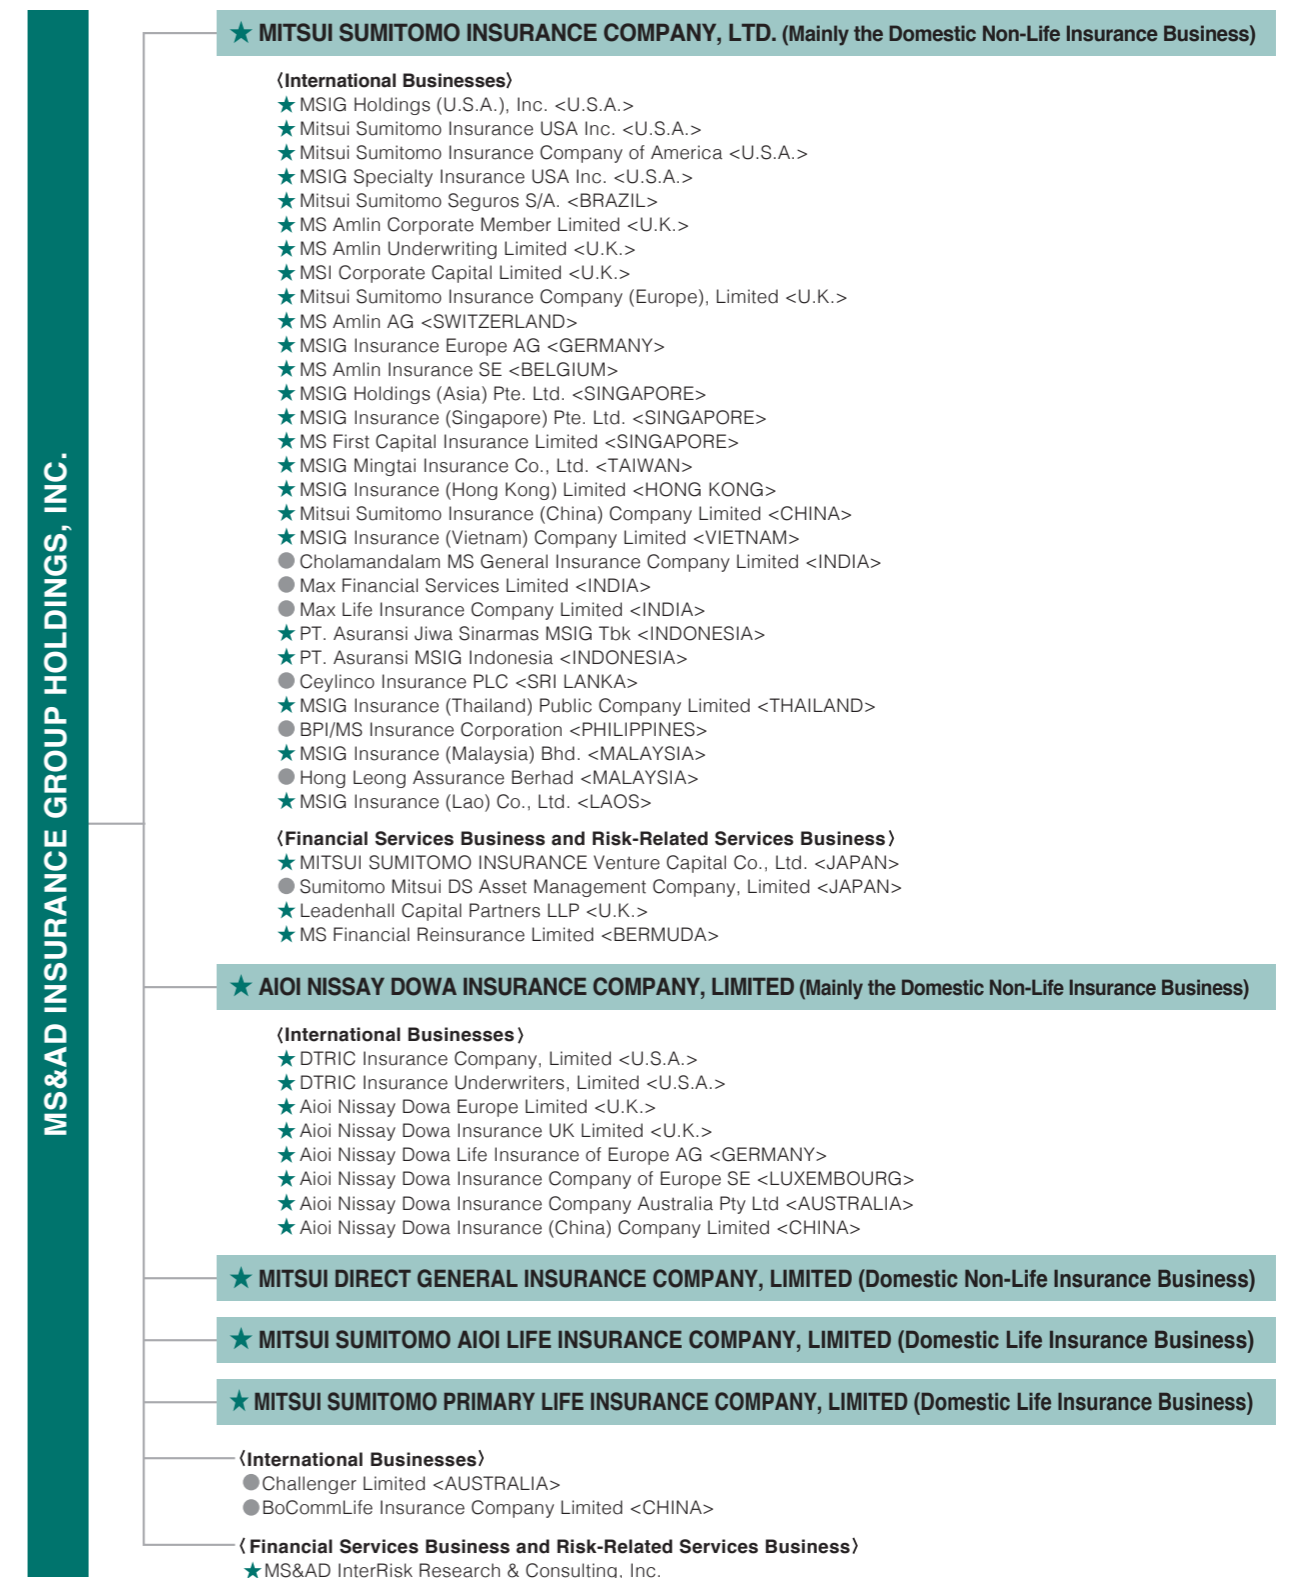 MS&AD INSURANCE GROUP HOLDINGS, INC.
★ MITSUI SUMITOMO INSURANCE COMPANY, LTD. (Mainly the Domestic Non-Life Insurance Business)
〈International Businesses〉
★ MSIG Holdings (U.S.A.), Inc. <U.S.A.>
★ Mitsui Sumitomo Insurance USA Inc. <U.S.A.>
★ Mitsui Sumitomo Insurance Company of America <U.S.A.>
★ MSIG Specialty Insurance USA Inc. <U.S.A.>
★ Mitsui Sumitomo Seguros S/A. <BRAZIL>
★ MS Amlin Corporate Member Limited <U.K.>
★ MS Amlin Underwriting Limited <U.K.>
★ MSI Corporate Capital Limited <U.K.>
★ Mitsui Sumitomo Insurance Company (Europe), Limited <U.K.>
★ MS Amlin AG <SWITZERLAND>
★ MSIG Insurance Europe AG <GERMANY>
★ MS Amlin Insurance SE <BELGIUM>
★ MSIG Holdings (Asia) Pte. Ltd. <SINGAPORE>
★ MSIG Insurance (Singapore) Pte. Ltd. <SINGAPORE>
★ MS First Capital Insurance Limited <SINGAPORE>
★ MSIG Mingtai Insurance Co., Ltd. <TAIWAN>
★ MSIG Insurance (Hong Kong) Limited <HONG KONG>
★ Mitsui Sumitomo Insurance (China) Company Limited <CHINA>
★ MSIG Insurance (Vietnam) Company Limited <VIETNAM>
● Cholamandalam MS General Insurance Company Limited <INDIA>
● Max Financial Services Limited <INDIA>
● Max Life Insurance Company Limited <INDIA>
★ PT. Asuransi Jiwa Sinarmas MSIG Tbk <INDONESIA>
★ PT. Asuransi MSIG Indonesia <INDONESIA>
● Ceylinco Insurance PLC <SRI LANKA>
★ MSIG Insurance (Thailand) Public Company Limited <THAILAND>
● BPI/MS Insurance Corporation <PHILIPPINES>
★ MSIG Insurance (Malaysia) Bhd. <MALAYSIA>
● Hong Leong Assurance Berhad <MALAYSIA>
★ MSIG Insurance (Lao) Co., Ltd. <LAOS>
〈Financial Services Business and Risk-Related Services Business〉
★ MITSUI SUMITOMO INSURANCE Venture Capital Co., Ltd. <JAPAN>
● Sumitomo Mitsui DS Asset Management Company, Limited <JAPAN>
★ Leadenhall Capital Partners LLP <U.K.>
★ MS Financial Reinsurance Limited <BERMUDA>
★ AIOI NISSAY DOWA INSURANCE COMPANY, LIMITED (Mainly the Domestic Non-Life Insurance Business)
〈International Businesses〉
★ DTRIC Insurance Company, Limited <U.S.A.>
★ DTRIC Insurance Underwriters, Limited <U.S.A.>
★ Aioi Nissay Dowa Europe Limited <U.K.>
★ Aioi Nissay Dowa Insurance UK Limited <U.K.>
★ Aioi Nissay Dowa Life Insurance of Europe AG <GERMANY>
★ Aioi Nissay Dowa Insurance Company of Europe SE <LUXEMBOURG>
★ Aioi Nissay Dowa Insurance Company Australia Pty Ltd <AUSTRALIA>
★ Aioi Nissay Dowa Insurance (China) Company Limited <CHINA>
★ MITSUI DIRECT GENERAL INSURANCE COMPANY, LIMITED (Domestic Non-Life Insurance Business)
★ MITSUI SUMITOMO AIOI LIFE INSURANCE COMPANY, LIMITED (Domestic Life Insurance Business)
★ MITSUI SUMITOMO PRIMARY LIFE INSURANCE COMPANY, LIMITED (Domestic Life Insurance Business)
〈International Businesses〉
● Challenger Limited <AUSTRALIA>
● BoCommLife Insurance Company Limited <CHINA>
〈Financial Services Business and Risk-Related Services Business〉
★ MS&AD InterRisk Research & Consulting, Inc.